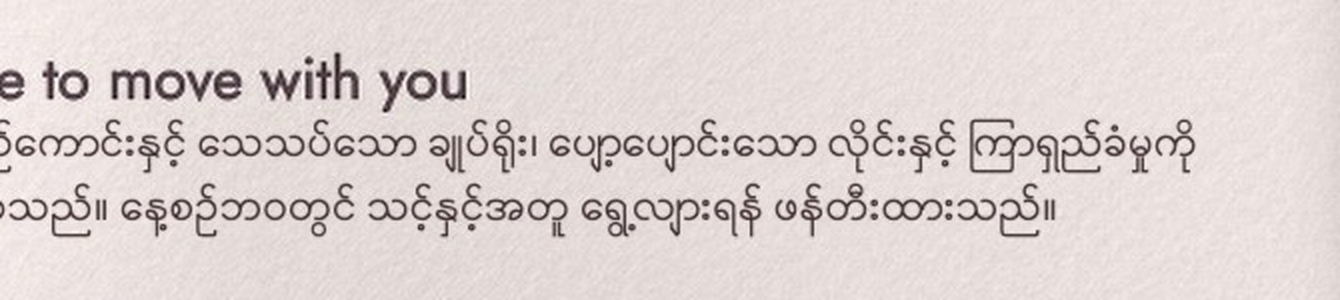 e to move with you
ည်ကောင်းနှင့် သေသပ်သော ချုပ်ရိုး၊ ပျော့ပျောင်းသော လိုင်းနှင့် ကြာရှည်ခံမှုကို
သည်။ နေ့စဉ်ဘဝတွင် သင့်နှင့်အတူ ရွေ့လျားရန် ဖန်တီးထားသည်။